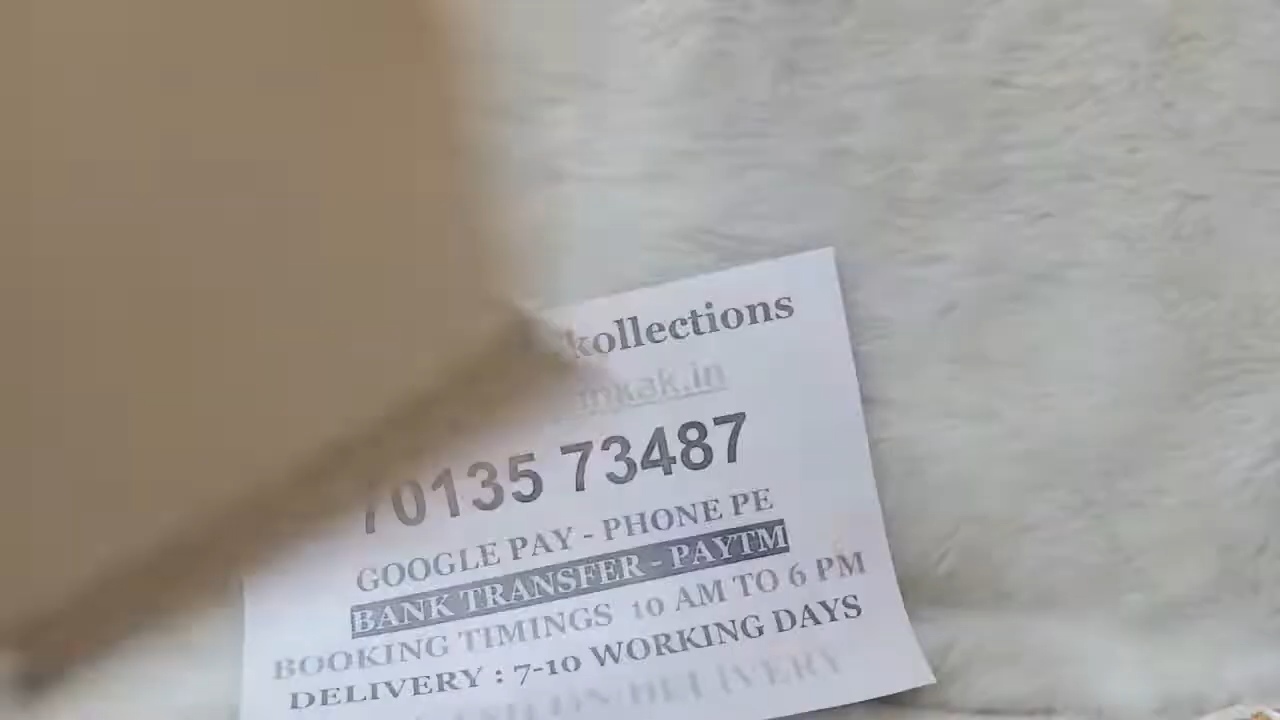 kollections
70135 73487
GOOGLE PAY - PHONE PE
BANK TRANSFER - PAYTM
BOOKING TIMINGS 10 AM TO 6 PM
DELIVERY : 7-10 WORKING DAYS
DELIVERY